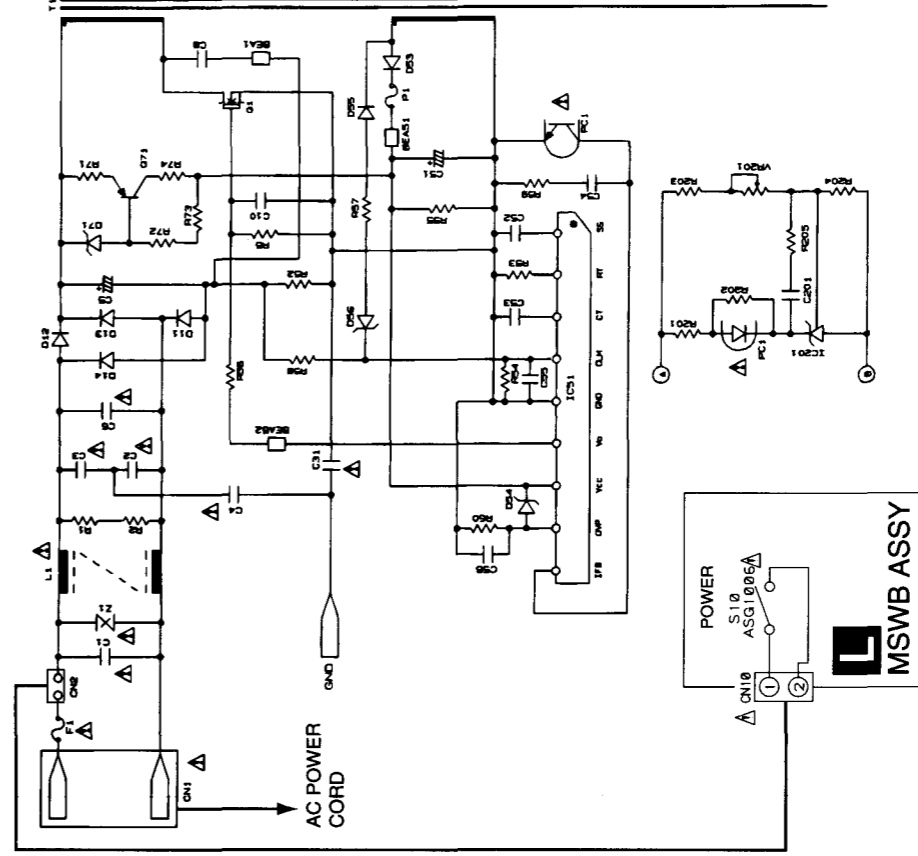 C8
BEA1
D53
P1
BEA51
D55
Q1
PC1
R71
Q71
R74
C51
R73
C10
R57
R55
R59
C54
R203
VR201
D71
R72
R5
C52
SS
R204
C5
R52
R53
RT
R205
D12
D13
D11
D56
C53
CT
R202
C201
D14
R58
CLM
R201
PC1
IC201
R56
R54
C55
IC51
GND
A
B
C6
BEA52
Vo
C3
C2
C31
C4
Vcc
D54
R1
R2
R50
OVP
C56
IFB
L1
Z1
C1
GND
CN2
F1
CN1
AC POWER
CORD
POWER
S10
ASG1006
CN10
1
2
L
MSWB ASSY